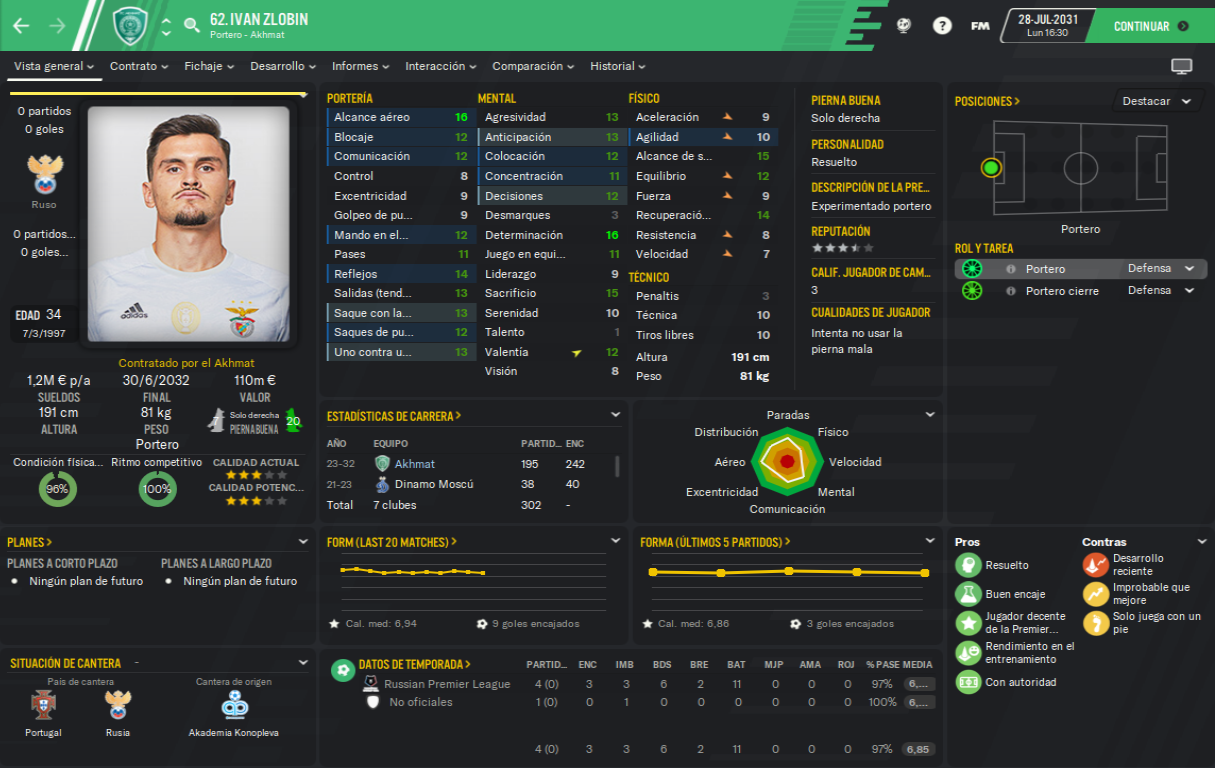 62. IVAN ZLOBIN
Portero - Akhmat
?
FM
28-JUL-2031
Lun 16:30
CONTINUAR
Vista general
Contrato
Fichaje
Desarrollo
Informes
Interacción
Comparación
Historial
0 partidos
0 goles
Ruso
0 partidos...
0 goles...
EDAD 34
7/3/1997
adidas
Contratado por el Akhmat
1,2M € p/a
SUELDOS
30/6/2032
FINAL
110m €
VALOR
191 cm
ALTURA
81 kg
PESO
7
Solo derecha
PIERNA BUENA
20
Portero
Condición física...
96%
Ritmo competitivo
100%
CALIDAD ACTUAL
CALIDAD POTENC...
PORTERÍA
Alcance aéreo 16
Blocaje 12
Comunicación 12
Control 8
Excentricidad 9
Golpeo de pu... 9
Mando en el... 12
Pases 11
Reflejos 14
Salidas (tend... 13
Saque con la... 13
Saques de pu... 12
Uno contra u... 13
MENTAL
Agresividad 13
Anticipación 13
Colocación 12
Concentración 11
Decisiones 12
Desmarques 3
Determinación 16
Juego en equi... 11
Liderazgo 9
Sacrificio 15
Serenidad 10
Talento 1
Valentía 12
Visión 8
FÍSICO
Aceleración 9
Agilidad 10
Alcance de s... 15
Equilibrio 12
Fuerza 9
Recuperació... 14
Resistencia 8
Velocidad 7
TÉCNICO
Penaltis 3
Técnica 10
Tiros libres 10
Altura 191 cm
Peso 81 kg
PIERNA BUENA
Solo derecha
PERSONALIDAD
Resuelto
DESCRIPCIÓN DE LA PRE...
Experimentado portero
REPUTACIÓN
CALIF. JUGADOR DE CAM...
3
CUALIDADES DE JUGADOR
Intenta no usar la
pierna mala
POSICIONES >
Destacar
Portero
ROL Y TAREA
Portero Defensa
Portero cierre Defensa
ESTADÍSTICAS DE CARRERA >
AÑO EQUIPO PARTID... ENC
23-32 Akhmat 195 242
21-23 Dinamo Moscú 38 40
Total 7 clubes 302 -
Paradas
Distribución
Físico
Aéreo
Velocidad
Excentricidad
Mental
Comunicación
PLANES >
PLANES A CORTO PLAZO
Ningún plan de futuro
PLANES A LARGO PLAZO
Ningún plan de futuro
FORM (LAST 20 MATCHES) >
Cal. med: 6,94
9 goles encajados
FORMA (ÚLTIMOS 5 PARTIDOS) >
Cal. med: 6,86
3 goles encajados
Pros
Resuelto
Buen encaje
Jugador decente
de la Premier...
Rendimiento en el
entrenamiento
Con autoridad
Contras
Desarrollo
reciente
Improbable que
mejore
Solo juega con un
pie
SITUACIÓN DE CANTERA -
País de cantera
Portugal
Rusia
Cantera de origen
Akademia Konopleva
DATOS DE TEMPORADA > PARTID... ENC IMB BDS BRE BAT MJP AMA ROJ % PASE MEDIA
Russian Premier League 4 (0) 3 3 6 2 11 0 0 0 97% 6,...
No oficiales 1 (0) 0 1 0 0 0 0 0 0 100% 6,...
4 (0) 3 3 6 2 11 0 0 0 97% 6,85